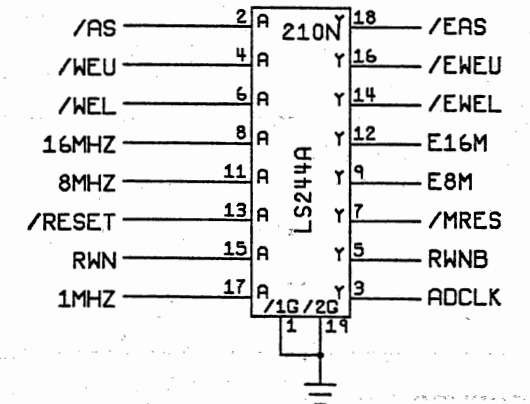 /AS 2 A 210N Y 18 /EAS
/WEU 4 A Y 16 /EWEU
/WEL 6 A Y 14 /EWEL
16MHZ 8 A Y 12 E16M
8MHZ 11 A Y 9 E8M
LS244A
/RESET 13 A Y 7 /MRES
RWN 15 A Y 5 RWNB
1MHZ 17 A Y 3 ADCLK
/1G /2G
1 19